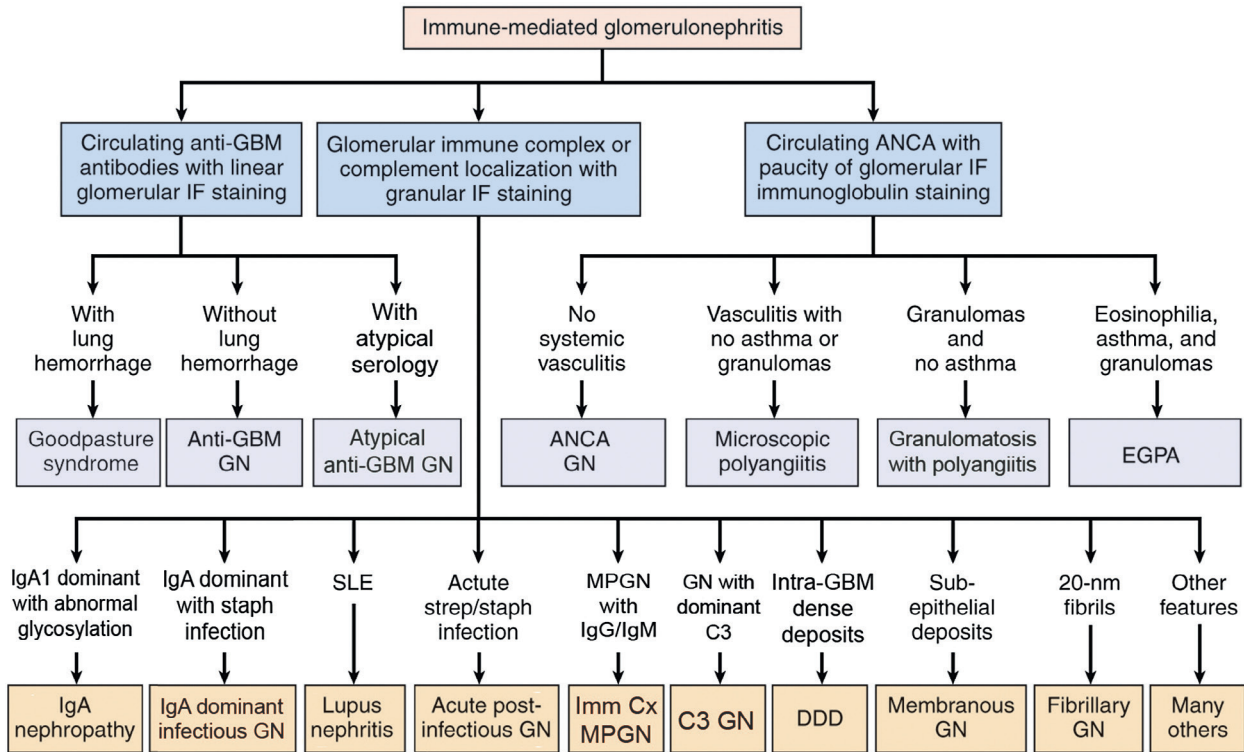 Immune-mediated glomerulonephritis
Circulating anti-GBM
antibodies with linear
glomerular IF staining
Glomerular immune complex or
complement localization with
granular IF staining
Circulating ANCA with
paucity of glomerular IF
immunoglobulin staining
With
lung
hemorrhage
Without
lung
hemorrhage
With
atypical
serology
No
systemic
vasculitis
Vasculitis with
no asthma or
granulomas
Granulomas
and
no asthma
Eosinophilia,
asthma, and
granulomas
Goodpasture
syndrome
Anti-GBM
GN
Atypical
anti-GBM GN
ANCA
GN
Microscopic
polyangiitis
Granulomatosis
with polyangiitis
EGPA
IgA1 dominant
with abnormal
glycosylation
IgA dominant
with staph
infection
SLE
Actute
strep/staph
infection
MPGN
with
IgG/IgM
GN with
dominant
C3
Intra-GBM
dense
deposits
Sub-
epithelial
deposits
20-nm
fibrils
Other
features
IgA
nephropathy
IgA dominant
infectious GN
Lupus
nephritis
Acute post-
infectious GN
Imm Cx
MPGN
C3 GN
DDD
Membranous
GN
Fibrillary
GN
Many
others